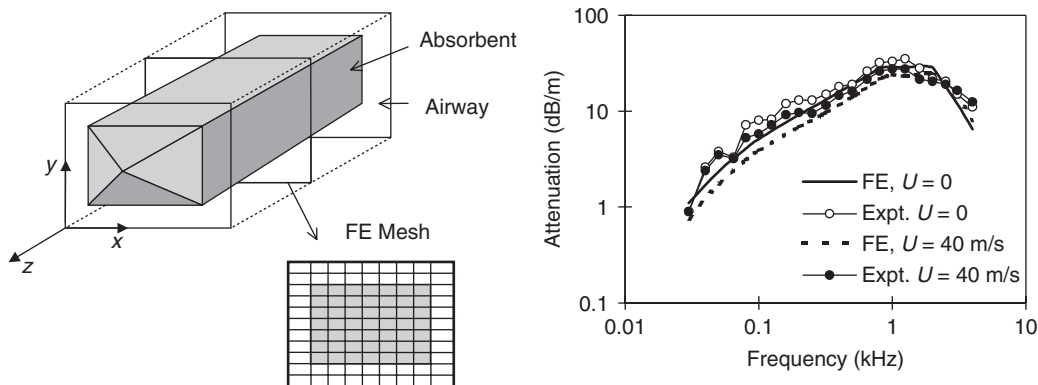 Absorbent
Airway
y
x
z
FE Mesh
Attenuation (dB/m)
100
10
1
0.1
FE, U = 0
Expt. U = 0
FE, U = 40 m/s
Expt. U = 40 m/s
0.01
0.1
1
10
Frequency (kHz)